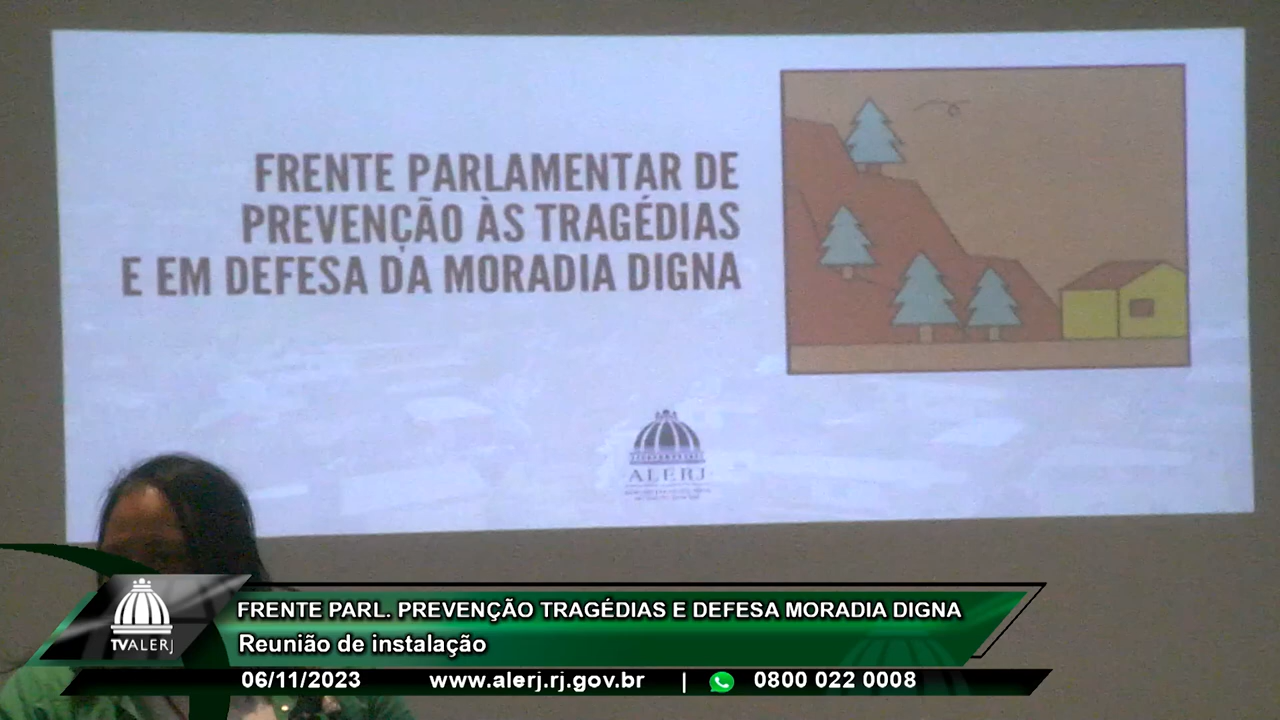 FRENTE PARLAMENTAR DE
PREVENÇÃO ÀS TRAGÉDIAS
E EM DEFESA DA MORADIA DIGNA
ALERJ
FRENTE PARL. PREVENÇÃO TRAGÉDIAS E DEFESA MORADIA DIGNA
TVALERJ
Reunião de instalação
06/11/2023 www.alerj.rj.gov.br | 0800 022 0008